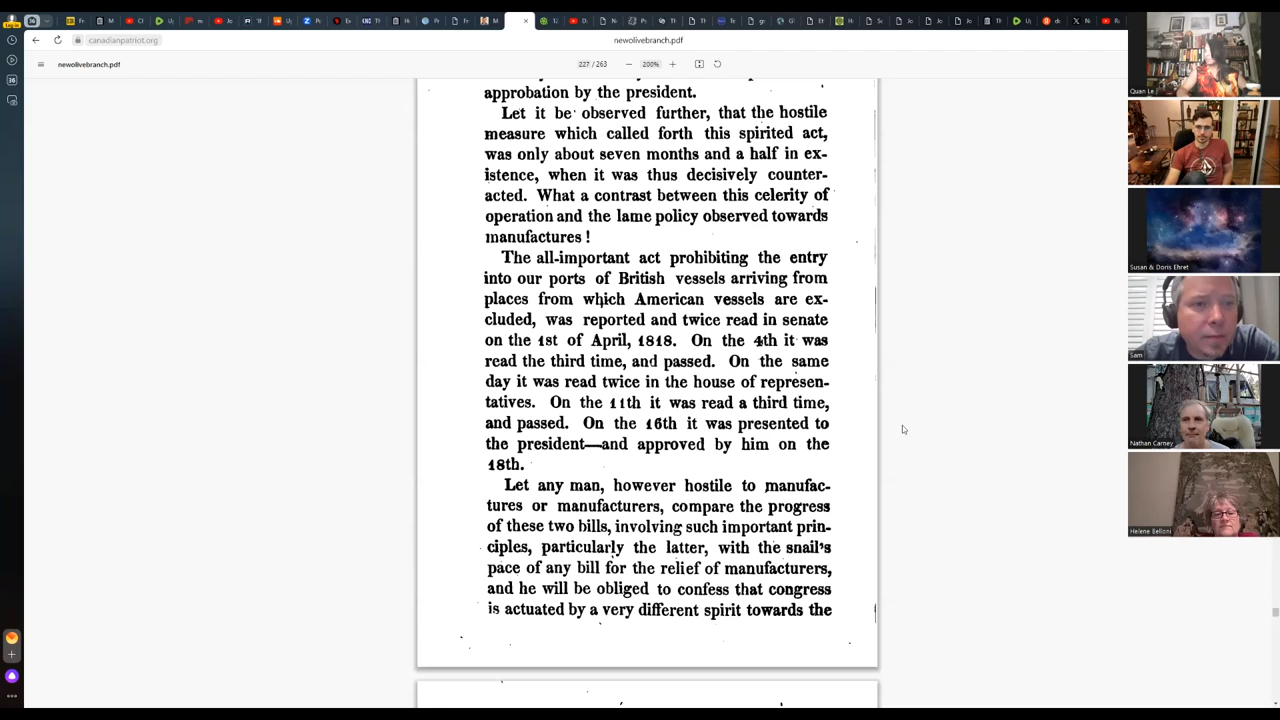 canadianpatriot.org
newolivebranch.pdf
newolivebranch.pdf
227 / 263
200%
approbation by the president.
Let it be observed further, that the hostile
measure which called forth this spirited act,
was only about seven months and a half in ex-
istence, when it was thus decisively counter-
acted. What a contrast between this celerity of
operation and the lame policy observed towards
manufactures !
The all-important act prohibiting the entry
into our ports of British vessels arriving from
places from which American vessels are ex-
cluded, was reported and twice read in senate
on the 1st of April, 1818. On the 4th it was
read the third time, and passed. On the same
day it was read twice in the house of represen-
tatives. On the 11th it was read a third time,
and passed. On the 16th it was presented to
the president—and approved by him on the
18th.
Let any man, however hostile to manufac-
tures or manufacturers, compare the progress
of these two bills, involving such important prin-
ciples, particularly the latter, with the snail's
pace of any bill for the relief of manufacturers,
and he will be obliged to confess that congress
is actuated by a very different spirit towards the
Quan Le
Susan & Doris Ehret
Sam
Nathan Carney
Helene Belloni